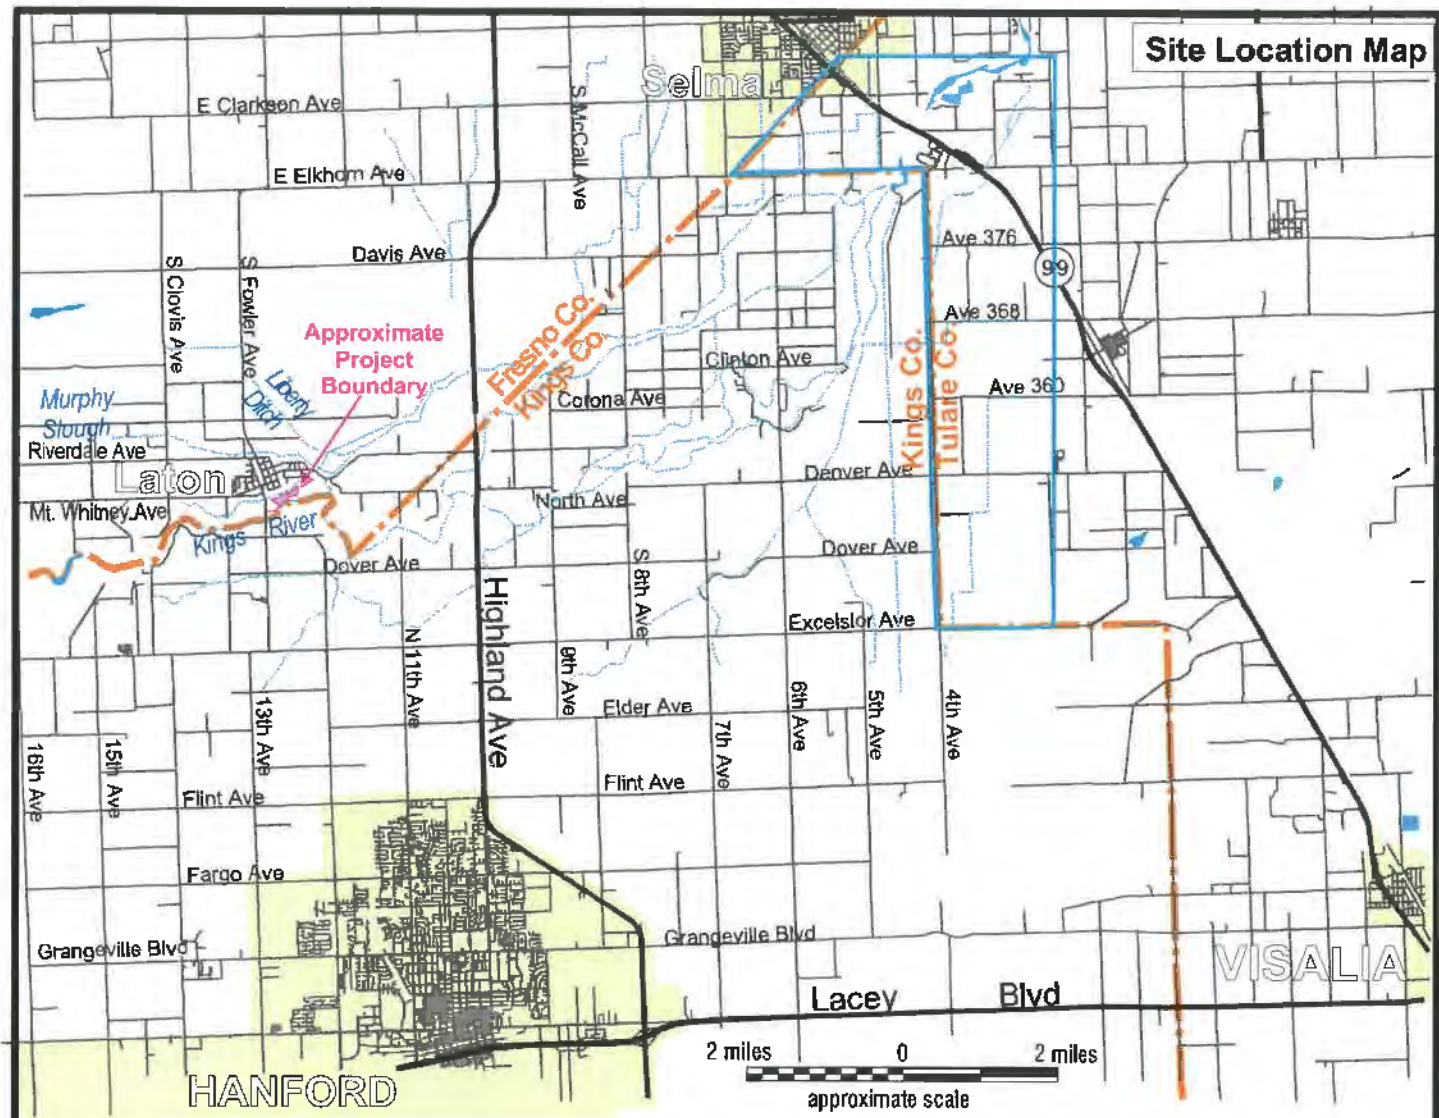 Site Location Map
Selma
E Clarkson Ave
S McCall Ave
E Elkhorn Ave
Davis Ave
Ave 376
99
S Clovis Ave
S Fowler Ave
Approximate
Project
Boundary
Fresno Co.
Kings Co.
Ave 368
Kings Co.
Tulare Co.
Clinton Ave
Ave 360
Liberty
Ditch
Corona Ave
Murphy
Slough
Riverdale Ave
Laton
Denver Ave
North Ave
Mt. Whitney Ave
Kings River
Dover Ave
Dover Ave
Highland Ave
S 8th Ave
Excelsior Ave
N 11th Ave
9th Ave
13th Ave
Elder Ave
6th Ave
5th Ave
4th Ave
7th Ave
16th Ave
15th Ave
Flint Ave
Flint Ave
Fargo Ave
Grangeville Blvd
Grangeville Blvd
VISALIA
Lacey Blvd
HANFORD
2 miles 0 2 miles
approximate scale